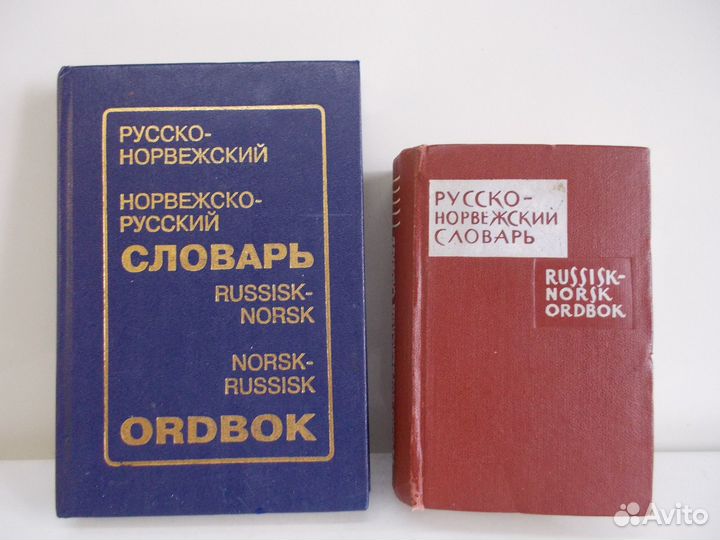 РУССКО-
НОРВЕЖСКИЙ
НОРВЕЖСКО-
РУССКИЙ
СЛОВАРЬ
RUSSISK-
NORSK
NORSK-
RUSSISK
ORDBOK
РУССКО-
НОРВЕЖСКИЙ
СЛОВАРЬ
RUSSISK-
NORSK
ORDBOK
Avito